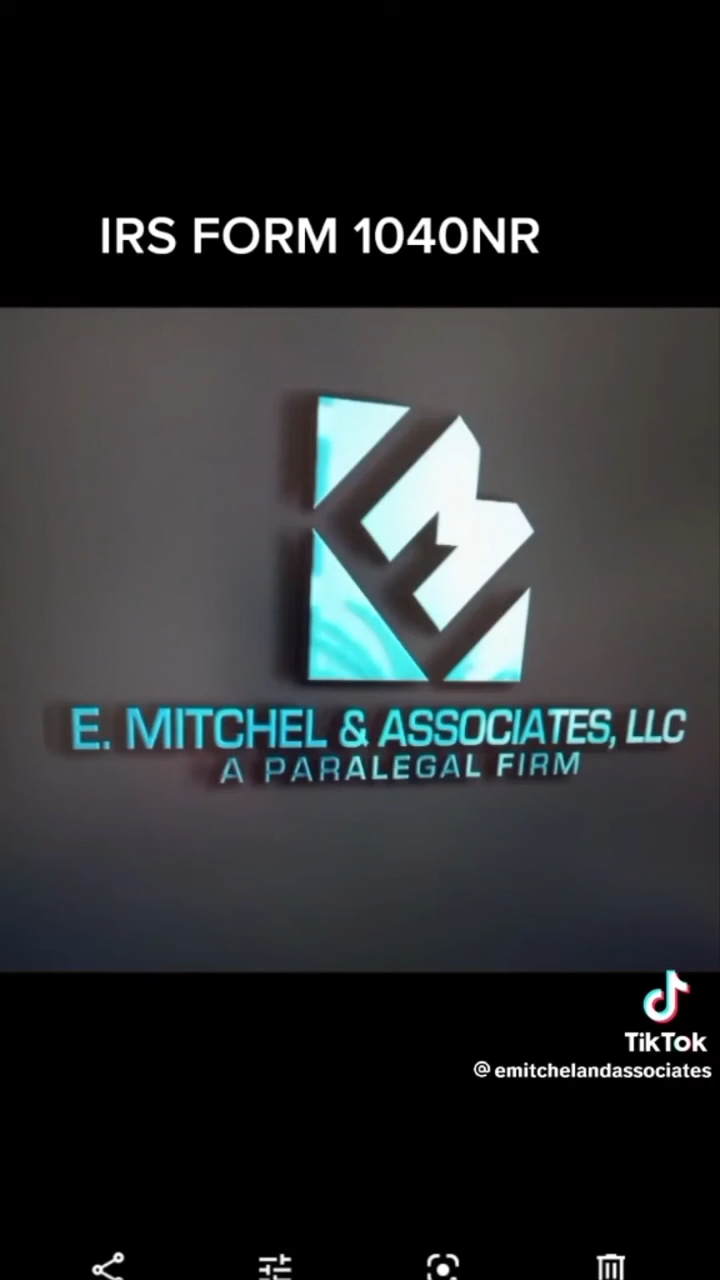 IRS FORM 1040NR
E. MITCHEL & ASSOCIATES, LLC
A PARALEGAL FIRM
TikTok
@emitchelandassociates